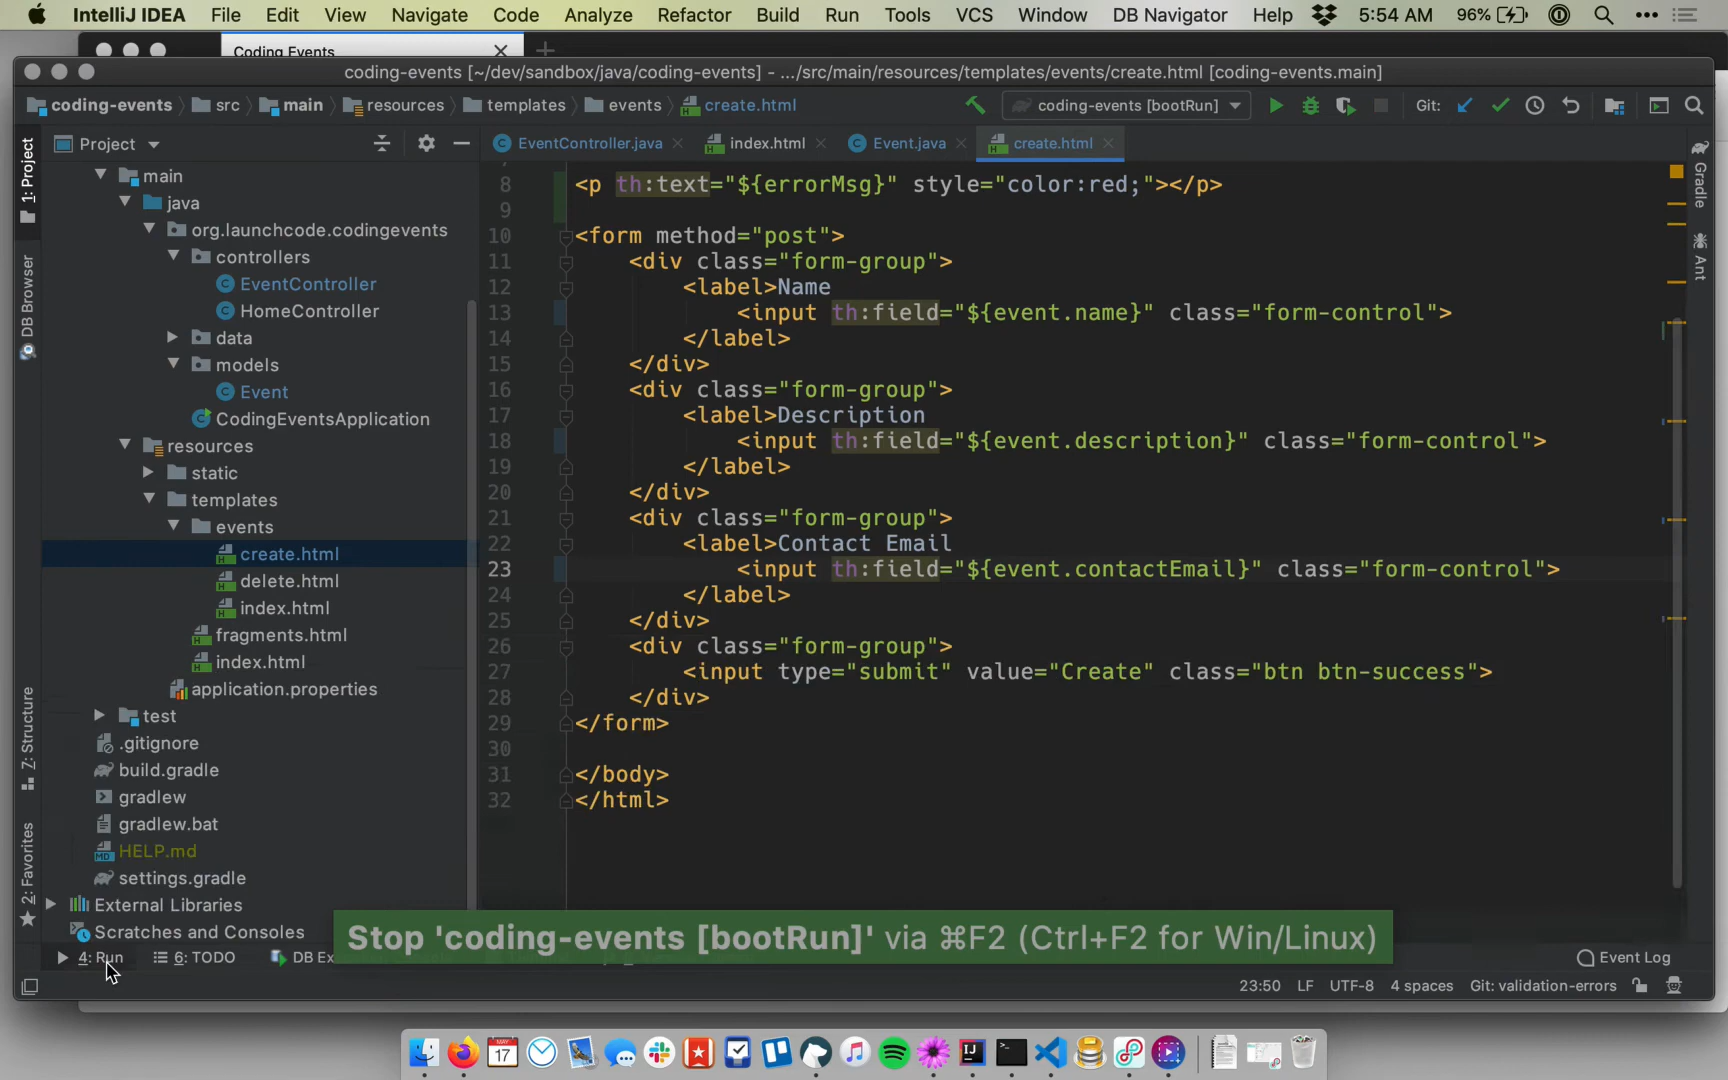 IntelliJ IDEA File Edit View Navigate Code Analyze Refactor Build Run Tools VCS Window DB Navigator Help 5:54 AM 96%
Coding Events
coding-events [~/dev/sandbox/java/coding-events] - .../src/main/resources/templates/events/create.html [coding-events.main]
coding-events src main resources templates events create.html coding-events [bootRun] Git:
Project EventController.java index.html Event.java create.html
1: Project
DB Browser
7: Structure
2: Favorites
main
java
org.launchcode.codingevents
controllers
EventController
HomeController
data
models
Event
CodingEventsApplication
resources
static
templates
events
create.html
delete.html
index.html
fragments.html
index.html
application.properties
test
.gitignore
build.gradle
gradlew
gradlew.bat
HELP.md
settings.gradle
External Libraries
Scratches and Consoles
8 <p th:text="${errorMsg}" style="color:red;"></p>
9
10 <form method="post">
11 <div class="form-group">
12 <label>Name
13 <input th:field="${event.name}" class="form-control">
14 </label>
15 </div>
16 <div class="form-group">
17 <label>Description
18 <input th:field="${event.description}" class="form-control">
19 </label>
20 </div>
21 <div class="form-group">
22 <label>Contact Email
23 <input th:field="${event.contactEmail}" class="form-control">
24 </label>
25 </div>
26 <div class="form-group">
27 <input type="submit" value="Create" class="btn btn-success">
28 </div>
29 </form>
30
31 </body>
32 </html>
Gradle
Ant
Stop 'coding-events [bootRun]' via ⌘F2 (Ctrl+F2 for Win/Linux)
4: Run 6: TODO DB Ex Event Log
23:50 LF UTF-8 4 spaces Git: validation-errors
MAY
17